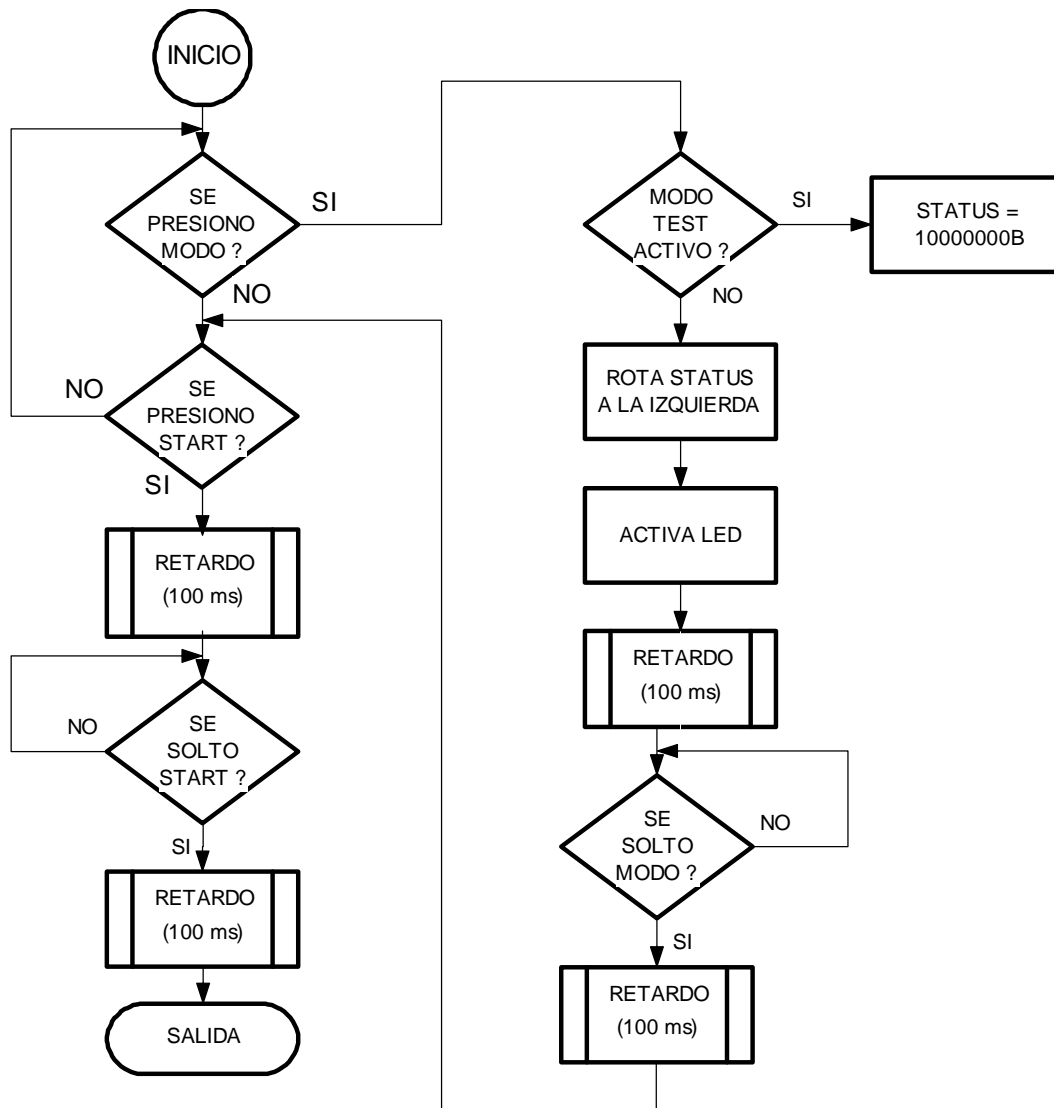 INICIO
SE
PRESIONO
MODO ?
SI
NO
SE
PRESIONO
START ?
NO
SI
RETARDO
(100 ms)
SE
SOLTO
START ?
NO
SI
RETARDO
(100 ms)
SALIDA
MODO
TEST
ACTIVO ?
SI
STATUS =
10000000B
NO
ROTA STATUS
A LA IZQUIERDA
ACTIVA LED
RETARDO
(100 ms)
SE
SOLTO
MODO ?
NO
SI
RETARDO
(100 ms)